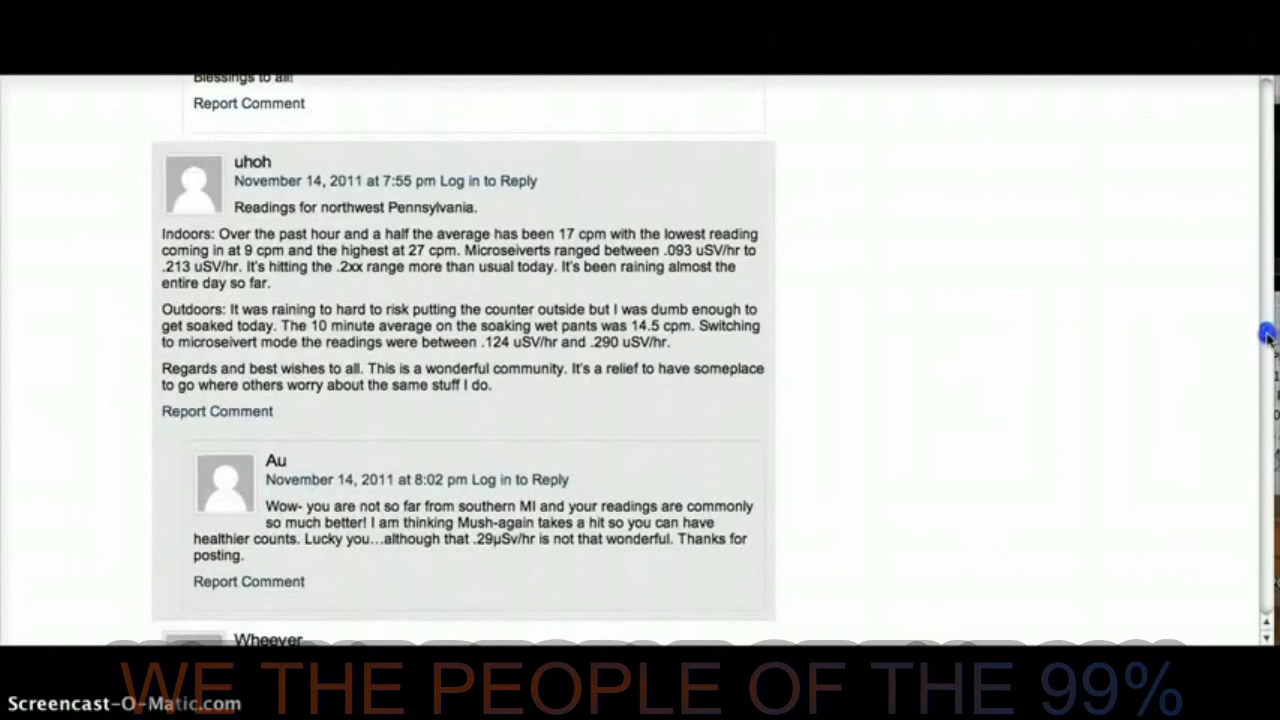 Blessings to all!
Report Comment
uhoh
November 14, 2011 at 7:55 pm Log in to Reply
Readings for northwest Pennsylvania.
Indoors: Over the past hour and a half the average has been 17 cpm with the lowest reading
coming in at 9 cpm and the highest at 27 cpm. Microseiverts ranged between .093 uSV/hr to
.213 uSV/hr. It's hitting the .2xx range more than usual today. It's been raining almost the
entire day so far.
Outdoors: It was raining to hard to risk putting the counter outside but I was dumb enough to
get soaked today. The 10 minute average on the soaking wet pants was 14.5 cpm. Switching
to microseivert mode the readings were between .124 uSV/hr and .290 uSV/hr.
Regards and best wishes to all. This is a wonderful community. It's a relief to have someplace
to go where others worry about the same stuff I do.
Report Comment
Au
November 14, 2011 at 8:02 pm Log in to Reply
Wow- you are not so far from southern MI and your readings are commonly
so much better! I am thinking Mush-again takes a hit so you can have
healthier counts. Lucky you...although that .29µSv/hr is not that wonderful. Thanks for
posting.
Report Comment
Wheever
WE THE PEOPLE OF THE 99%
Screencast-O-Matic.com